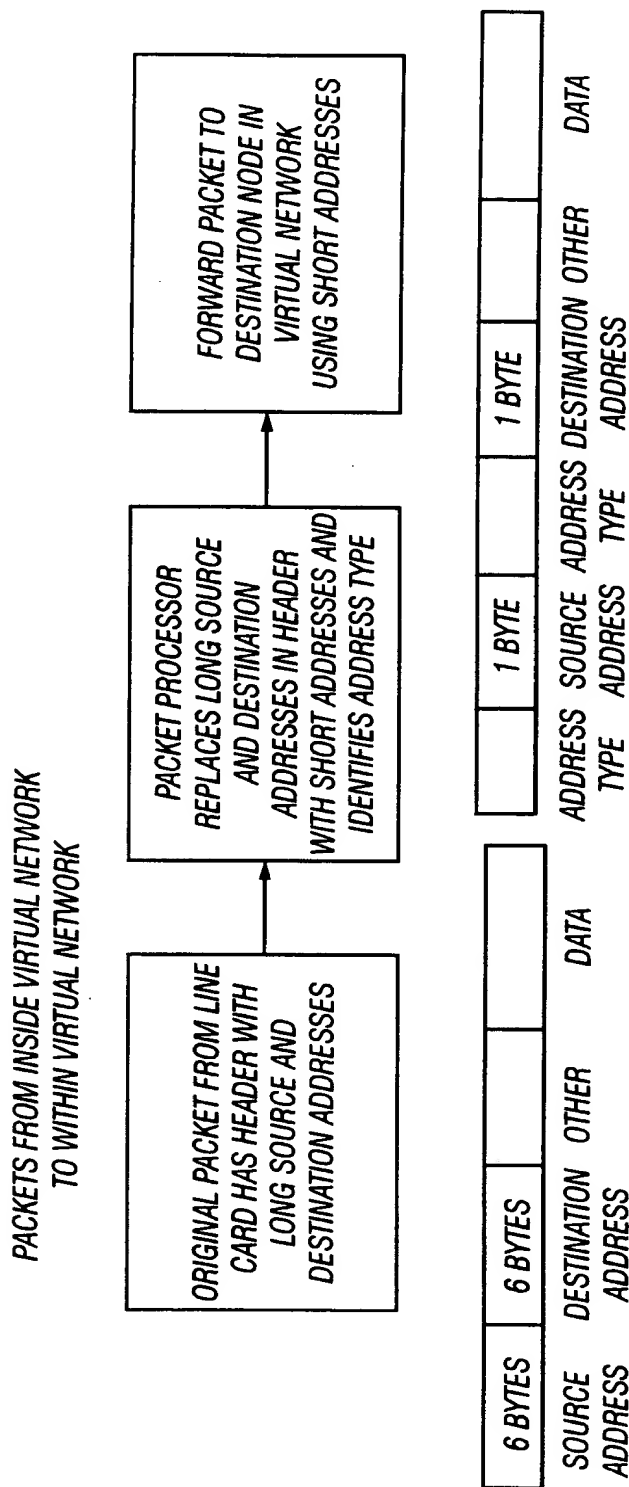 PACKETS FROM INSIDE VIRTUAL NETWORK
TO WITHIN VIRTUAL NETWORK
ORIGINAL PACKET FROM LINE
CARD HAS HEADER WITH
LONG SOURCE AND
DESTINATION ADDRESSES
PACKET PROCESSOR
REPLACES LONG SOURCE
AND DESTINATION
ADDRESSES IN HEADER
WITH SHORT ADDRESSES AND
IDENTIFIES ADDRESS TYPE
FORWARD PACKET TO
DESTINATION NODE IN
VIRTUAL NETWORK
USING SHORT ADDRESSES
6 BYTES 6 BYTES
SOURCE DESTINATION OTHER DATA
ADDRESS ADDRESS
1 BYTE 1 BYTE
ADDRESS SOURCE ADDRESS DESTINATION OTHER DATA
TYPE ADDRESS TYPE ADDRESS